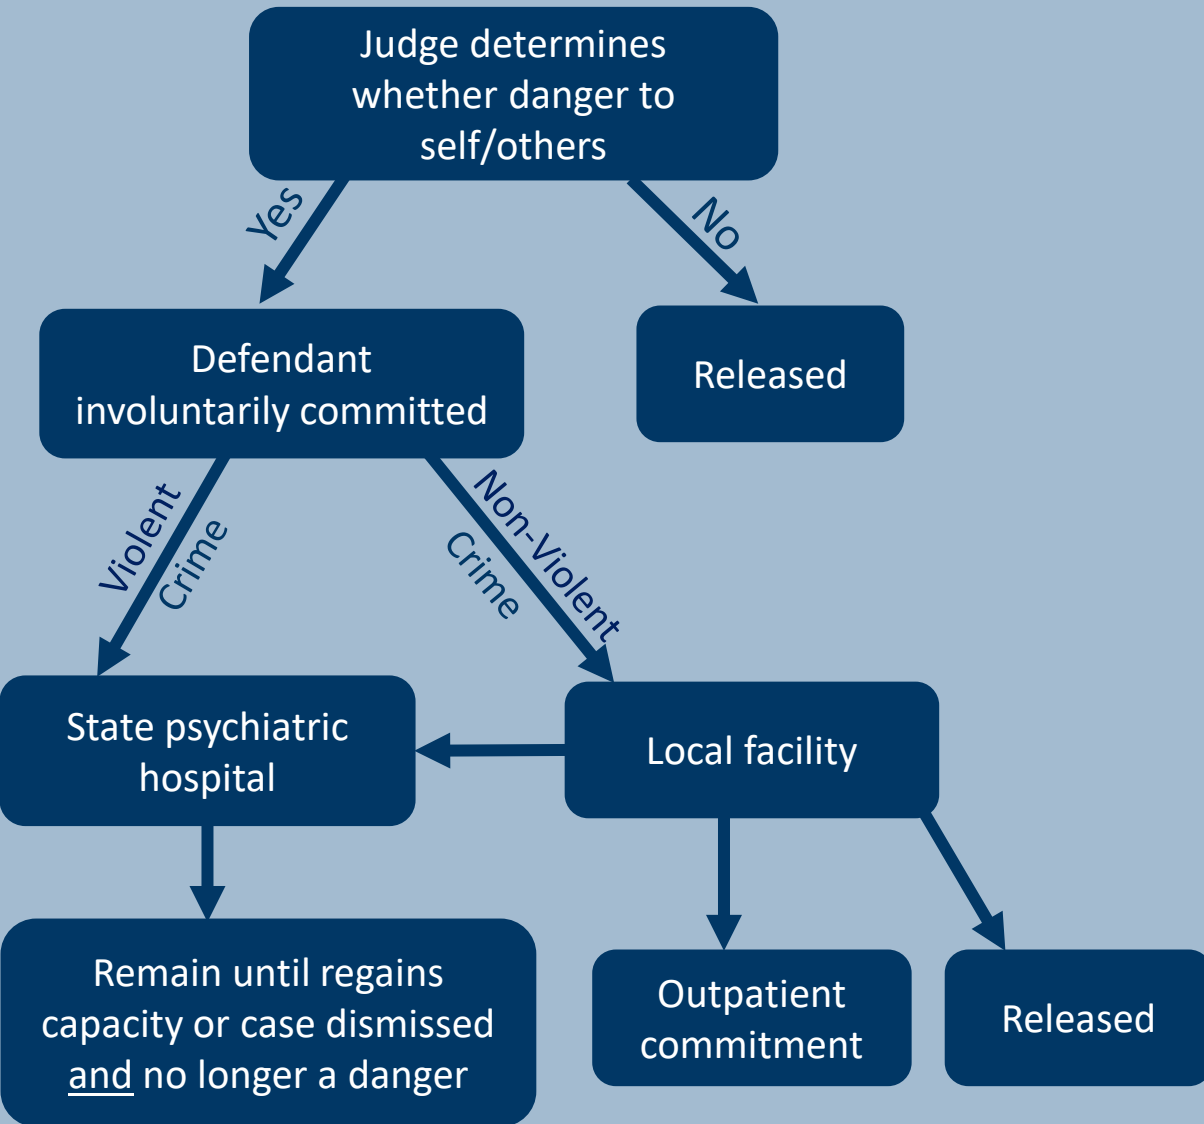 Judge determines
whether danger to
self/others
Yes
No
Defendant
involuntarily committed
Released
Violent
Crime
Non-Violent
Crime
State psychiatric
hospital
Local facility
Remain until regains
capacity or case dismissed
and no longer a danger
Outpatient
commitment
Released